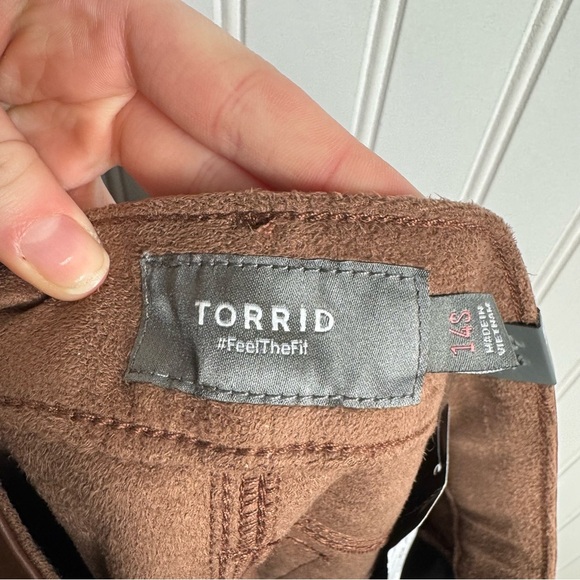 TORRID
#FeelTheFit
14S
MADE IN
VIETNAM